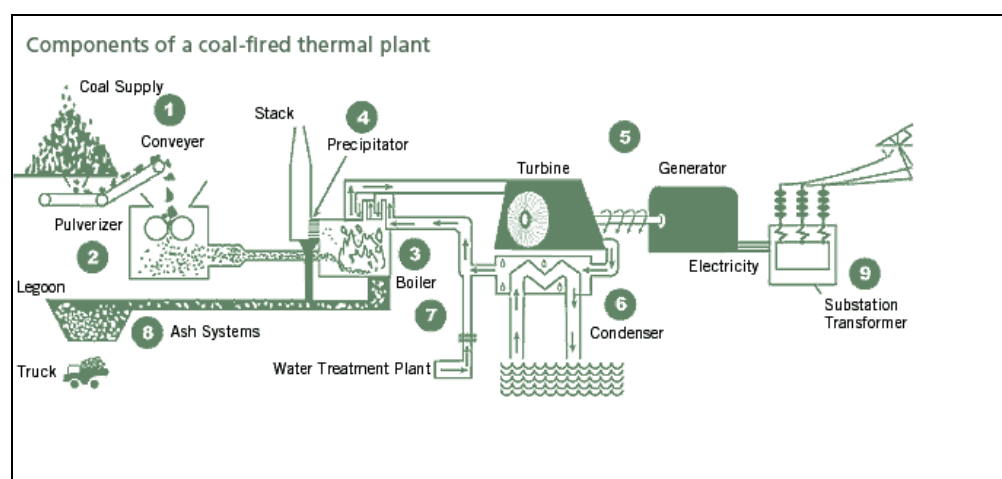 Components of a coal-fired thermal plant
Coal Supply
1
Conveyer
Stack
4
Precipitator
5
Turbine
Generator
Pulverizer
2
3
Boiler
Electricity
9
Substation
Transformer
Legoon
8
Ash Systems
7
6
Condenser
Truck
Water Treatment Plant